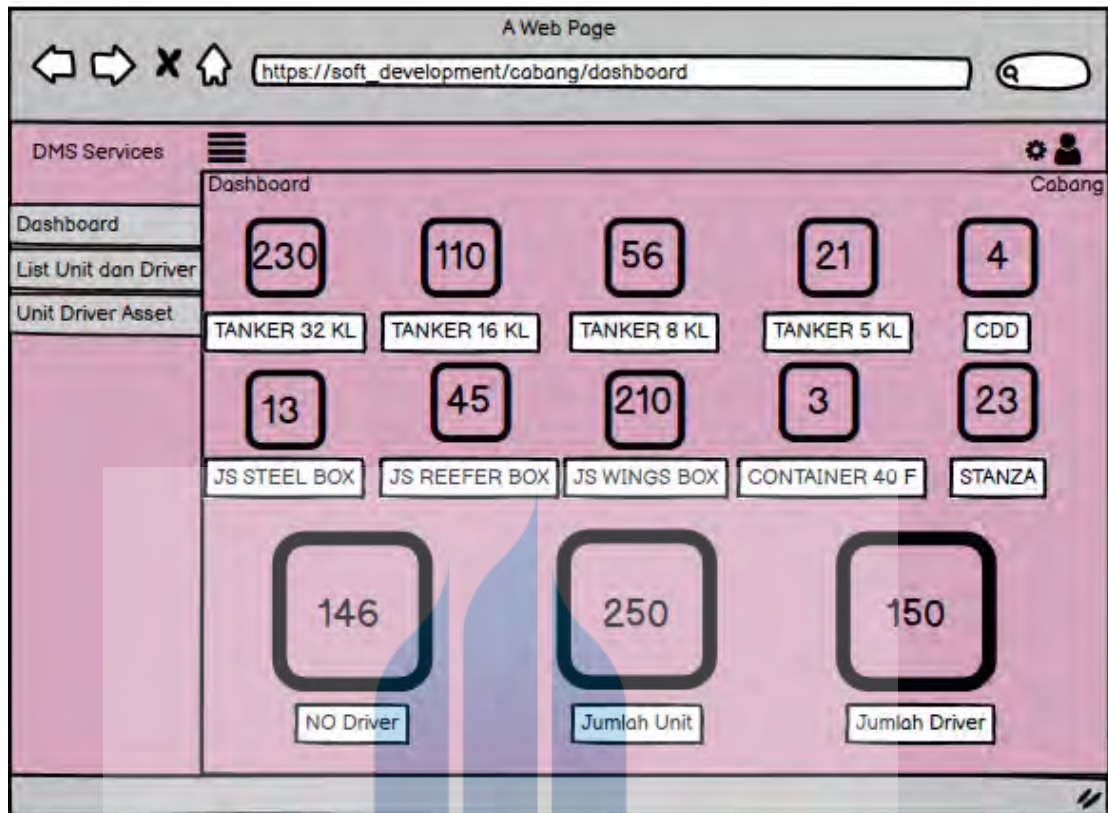 A Web Page
https://soft_development/cabang/dashboard
DMS Services
Dashboard
Cabang
Dashboard
List Unit dan Driver
Unit Driver Asset
230
110
56
21
4
TANKER 32 KL
TANKER 16 KL
TANKER 8 KL
TANKER 5 KL
CDD
13
45
210
3
23
JS STEEL BOX
JS REEFER BOX
JS WINGS BOX
CONTAINER 40 F
STANZA
146
250
150
NO Driver
Jumlah Unit
Jumlah Driver